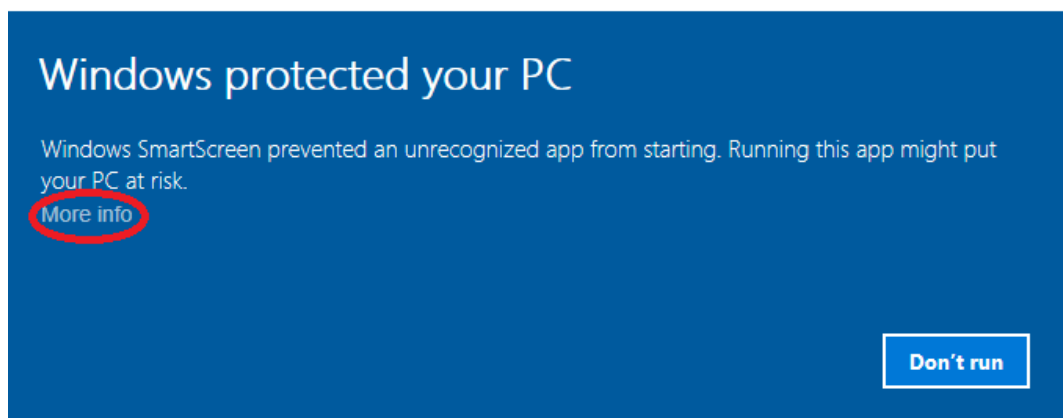 Windows protected your PC
Windows SmartScreen prevented an unrecognized app from starting. Running this app might put
your PC at risk.
More info
Don't run